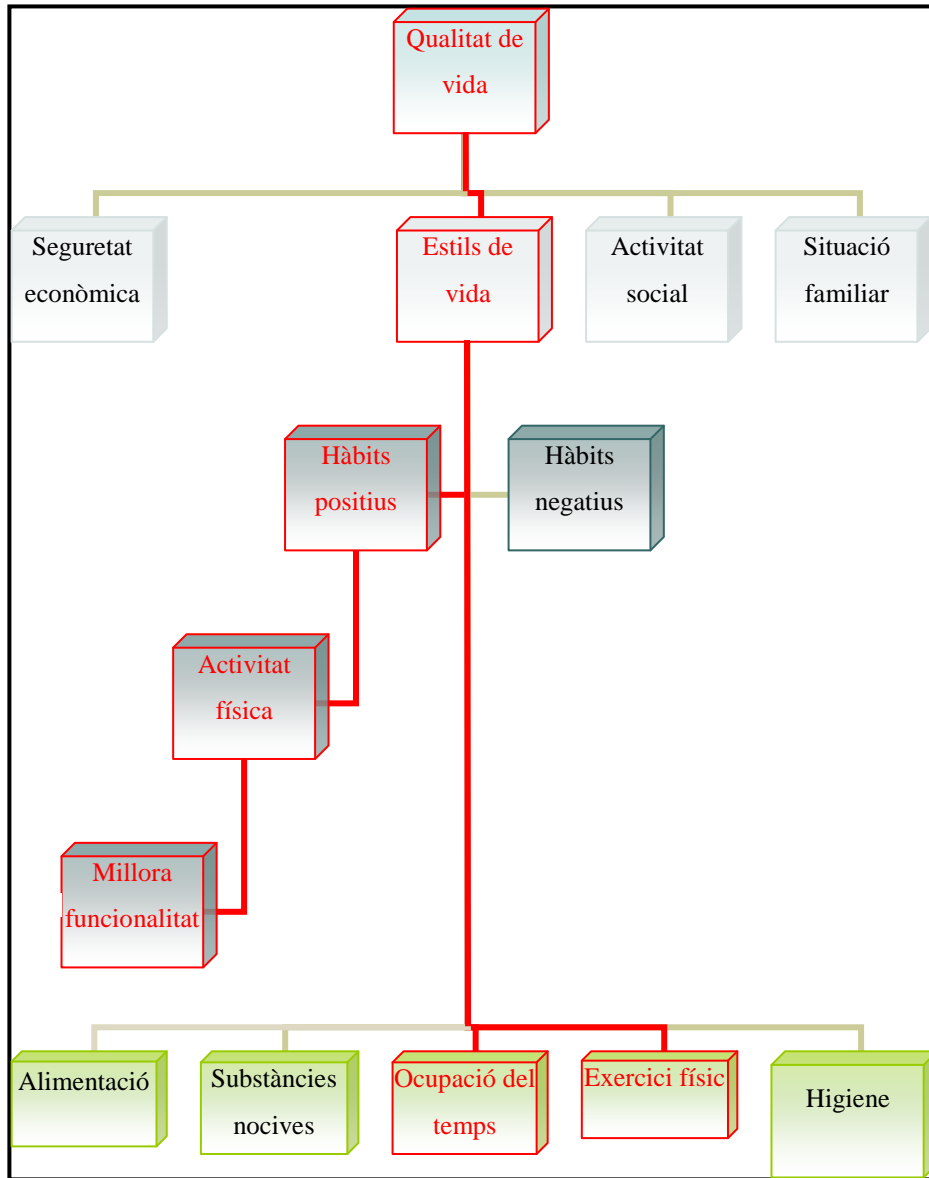 Qualitat de
vida
Seguretat
econòmica
Estils de
vida
Activitat
social
Situació
familiar
Hàbits
positius
Hàbits
negatius
Activitat
física
Millora
funcionalitat
Alimentació
Substàncies
nocives
Ocupació del
temps
Exercici físic
Higiene